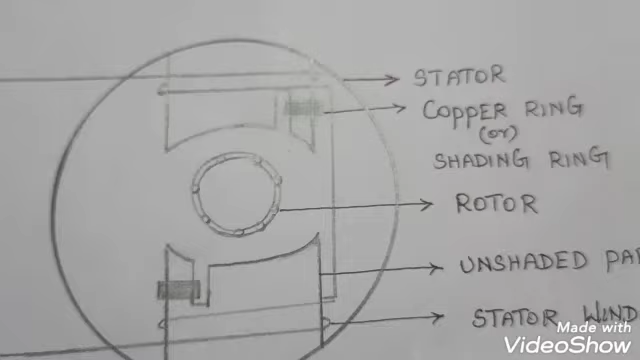 STATOR
COPPER RING
(or)
SHADING RING
ROTOR
UNSHADED PA
STATOR WIND
Made with
VideoShow